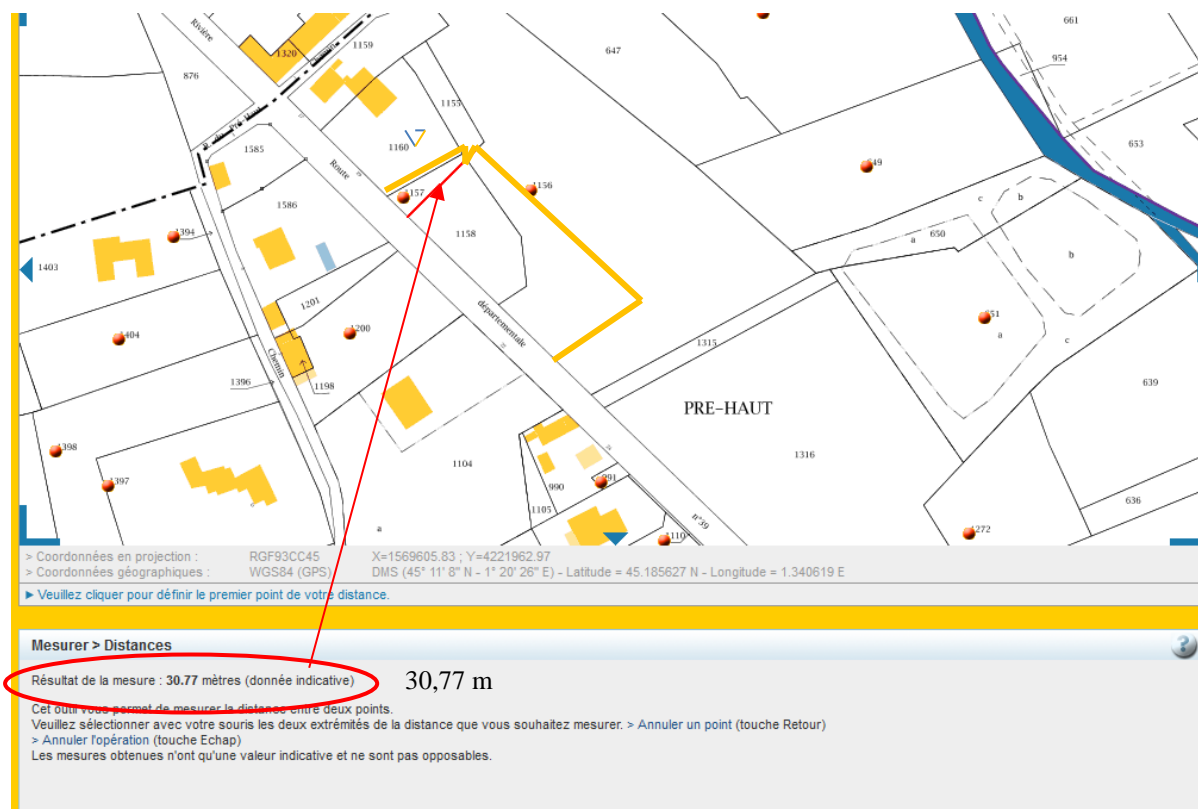 661
Rivière
1159
647
954
1320
Chemin
876
1155
R. du Pré Haut
653
1160
1585
Route
649
1157
1156
1586
c
b
1394
1158
a
650
b
1403
1201
651
départementale
1404
1200
a
1315
c
Chemin
1396
1198
639
PRE-HAUT
1398
1104
1316
1397
990
991
636
1105
n°39
a
1110
1272
> Coordonnées en projection : RGF93CC45 X=1569605.83 ; Y=4221962.97
> Coordonnées géographiques : WGS84 (GPS) DMS (45° 11' 8" N - 1° 20' 26" E) - Latitude = 45.185627 N - Longitude = 1.340619 E
Veuillez cliquer pour définir le premier point de votre distance.
Mesurer > Distances
?
Résultat de la mesure : 30.77 mètres (donnée indicative)
30,77 m
Cet outil vous permet de mesurer la distance entre deux points.
Veuillez sélectionner avec votre souris les deux extrémités de la distance que vous souhaitez mesurer. > Annuler un point (touche Retour)
> Annuler l'opération (touche Echap)
Les mesures obtenues n'ont qu'une valeur indicative et ne sont pas opposables.